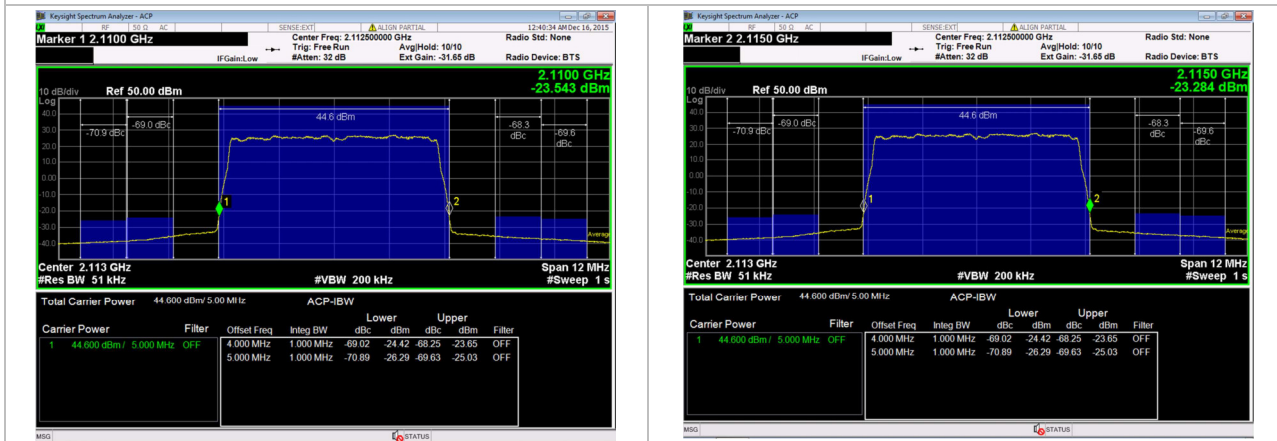 Keysight Spectrum Analyzer - ACP
RF 50 Ω AC SENSE:EXT ALIGN PARTIAL 12:40:34 AM Dec 16, 2015
Marker 1 2.1100 GHz
Center Freq: 2.112500000 GHz
Radio Std: None
Trig: Free Run Avg|Hold: 10/10
IFGain:Low #Atten: 32 dB Ext Gain: -31.65 dB Radio Device: BTS
2.1100 GHz
10 dB/div Ref 50.00 dBm -23.543 dBm
Log
40.0
30.0
20.0
10.0
0.00
-10.0
-20.0
-30.0
-40.0
-70.9 dBc
-69.0 dBc
44.6 dBm
-68.3 dBc
-69.6 dBc
1
2
Average
Center 2.113 GHz Span 12 MHz
#Res BW 51 kHz #VBW 200 kHz #Sweep 1 s
Total Carrier Power 44.600 dBm/ 5.00 MHz ACP-IBW
Lower Upper
Carrier Power Filter Offset Freq Integ BW dBc dBm dBc dBm Filter
1 44.600 dBm / 5.000 MHz OFF 4.000 MHz 1.000 MHz -69.02 -24.42 -68.25 -23.65 OFF
5.000 MHz 1.000 MHz -70.89 -26.29 -69.63 -25.03 OFF
MSG STATUS
Keysight Spectrum Analyzer - ACP
RF 50 Ω AC SENSE:EXT ALIGN PARTIAL
Marker 2 2.1150 GHz
Center Freq: 2.112500000 GHz
Radio Std: None
Trig: Free Run Avg|Hold: 10/10
IFGain:Low #Atten: 32 dB Ext Gain: -31.65 dB Radio Device: BTS
2.1150 GHz
10 dB/div Ref 50.00 dBm -23.284 dBm
Log
40.0
30.0
20.0
10.0
0.00
-10.0
-20.0
-30.0
-40.0
-70.9 dBc
-69.0 dBc
44.6 dBm
-68.3 dBc
-69.6 dBc
1
2
Average
Center 2.113 GHz Span 12 MHz
#Res BW 51 kHz #VBW 200 kHz #Sweep 1 s
Total Carrier Power 44.600 dBm/ 5.00 MHz ACP-IBW
Lower Upper
Carrier Power Filter Offset Freq Integ BW dBc dBm dBc dBm Filter
1 44.600 dBm / 5.000 MHz OFF 4.000 MHz 1.000 MHz -69.02 -24.42 -68.25 -23.65 OFF
5.000 MHz 1.000 MHz -70.89 -26.29 -69.63 -25.03 OFF
MSG STATUS